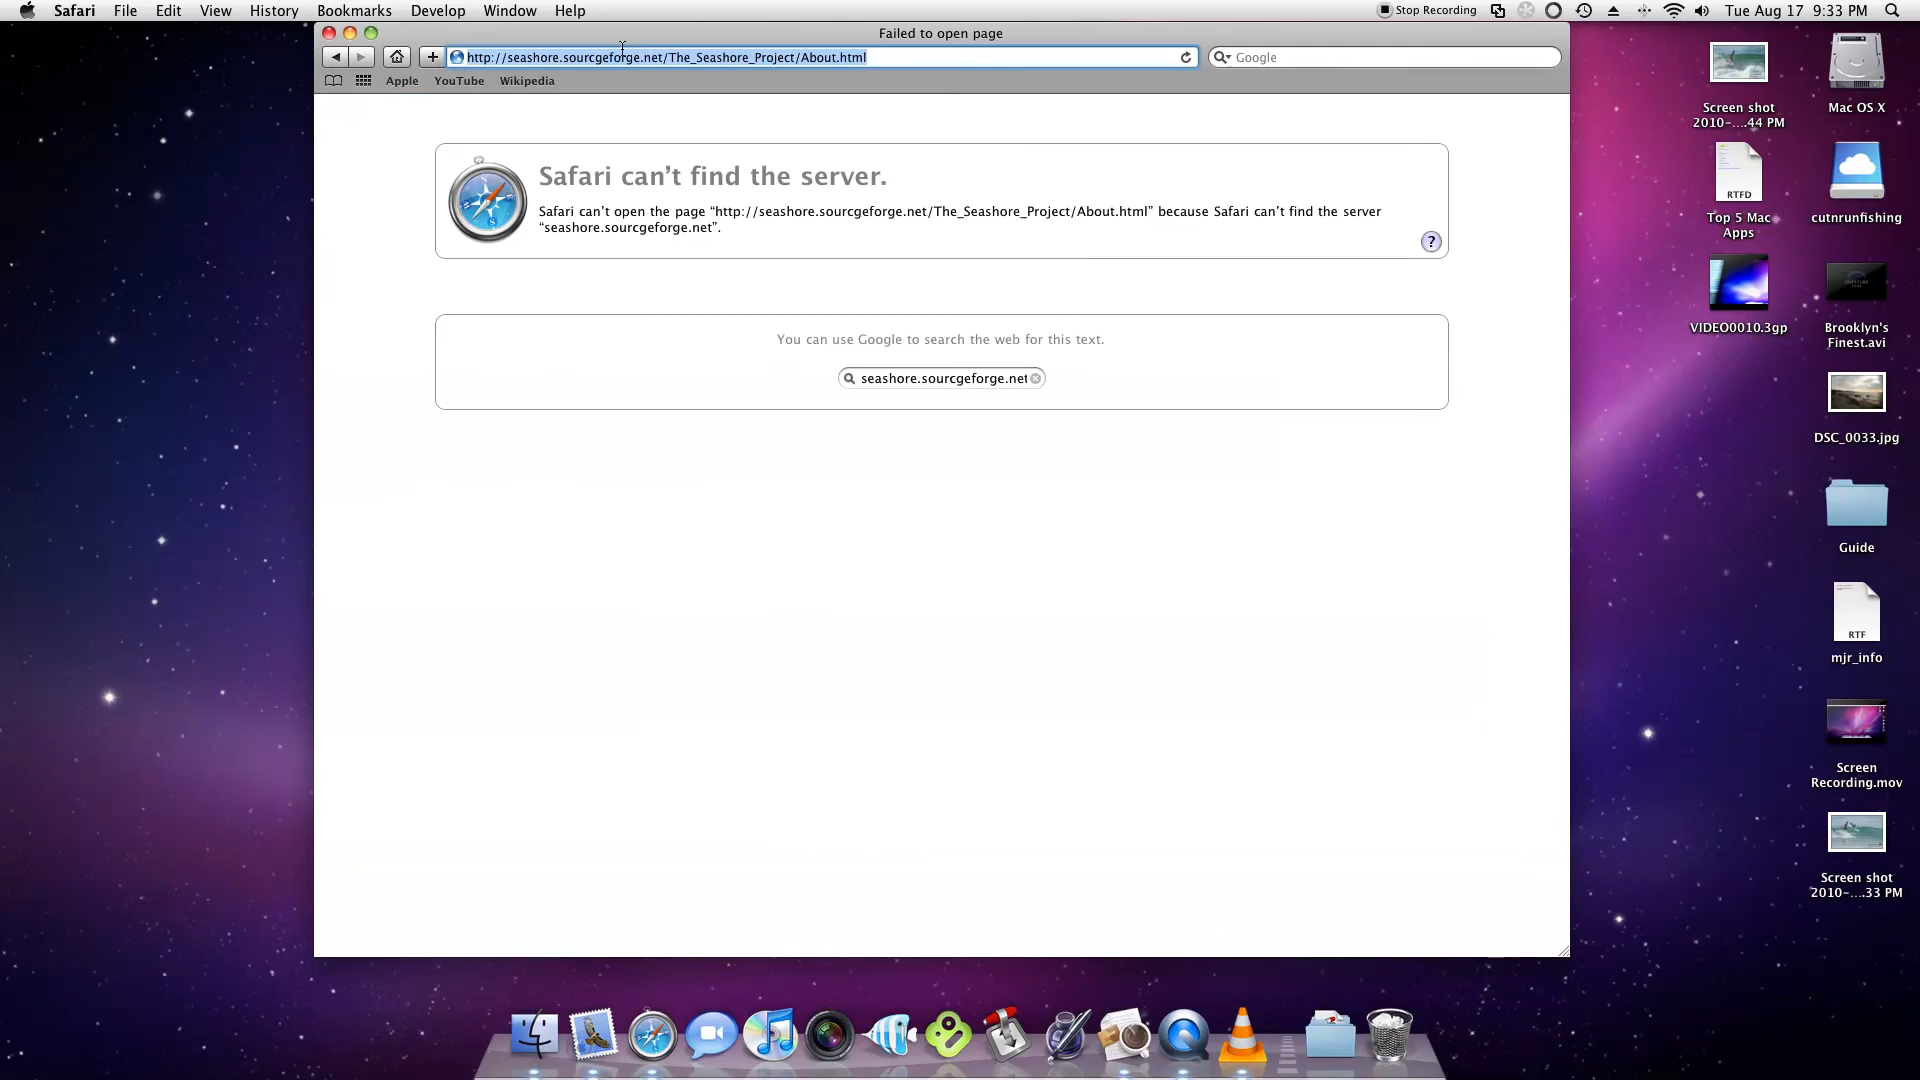 Safari File Edit View History Bookmarks Develop Window Help
Stop Recording
Tue Aug 17 9:33 PM
Failed to open page
http://seashore.sourcgeforge.net/The_Seashore_Project/About.html
Google
Apple YouTube Wikipedia
Safari can’t find the server.
Safari can’t open the page “http://seashore.sourcgeforge.net/The_Seashore_Project/About.html” because Safari can’t find the server
“seashore.sourcgeforge.net”.
?
You can use Google to search the web for this text.
seashore.sourcgeforge.net
Screen shot
2010-....44 PM
Mac OS X
RTFD
Top 5 Mac
Apps
cutnrunfishing
VIDEO0010.3gp
Brooklyn's
Finest.avi
DSC_0033.jpg
Guide
RTF
mjr_info
Screen
Recording.mov
Screen shot
2010-....33 PM